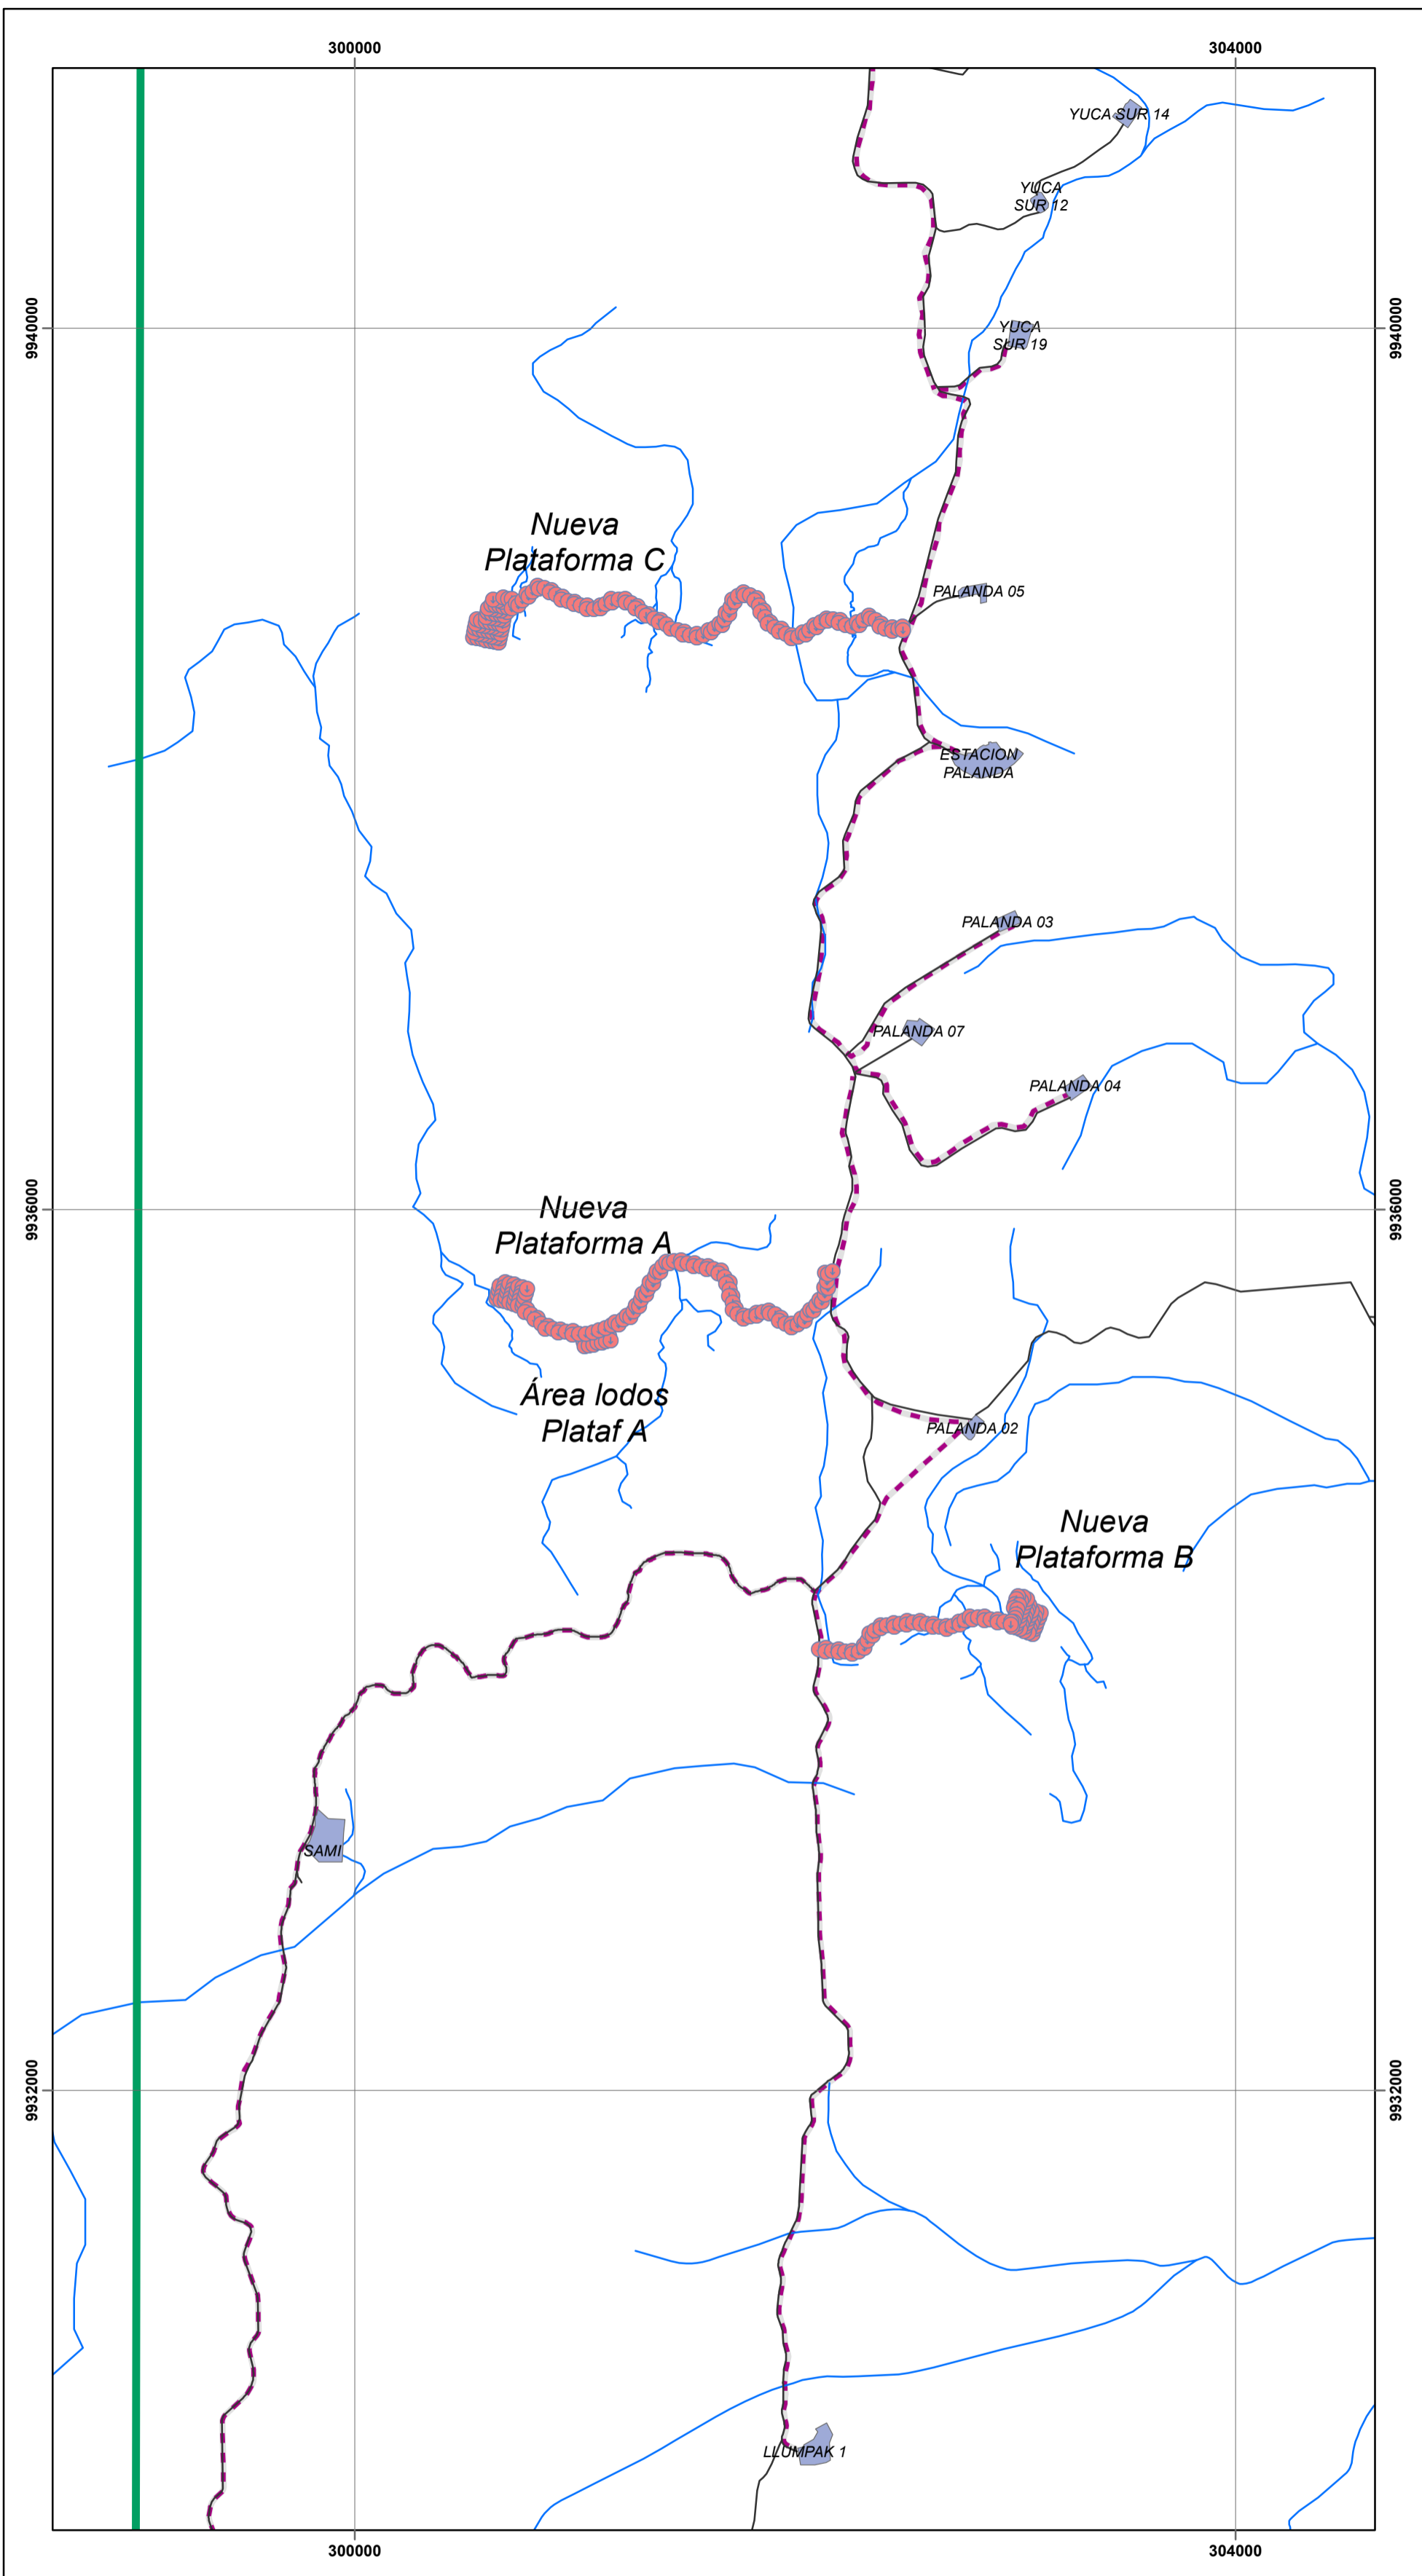 300000
304000
YUCA SUR 14
YUCA
SUR 12
9940000
9940000
YUCA
SUR 19
Nueva
Plataforma C
PALANDA 05
ESTACION
PALANDA
PALANDA 03
PALANDA 07
PALANDA 04
9936000
9936000
Nueva
Plataforma A
Área lodos
Plataf A
PALANDA 02
Nueva
Plataforma B
SAMI
9932000
9932000
LLUMPAK 1
300000
304000